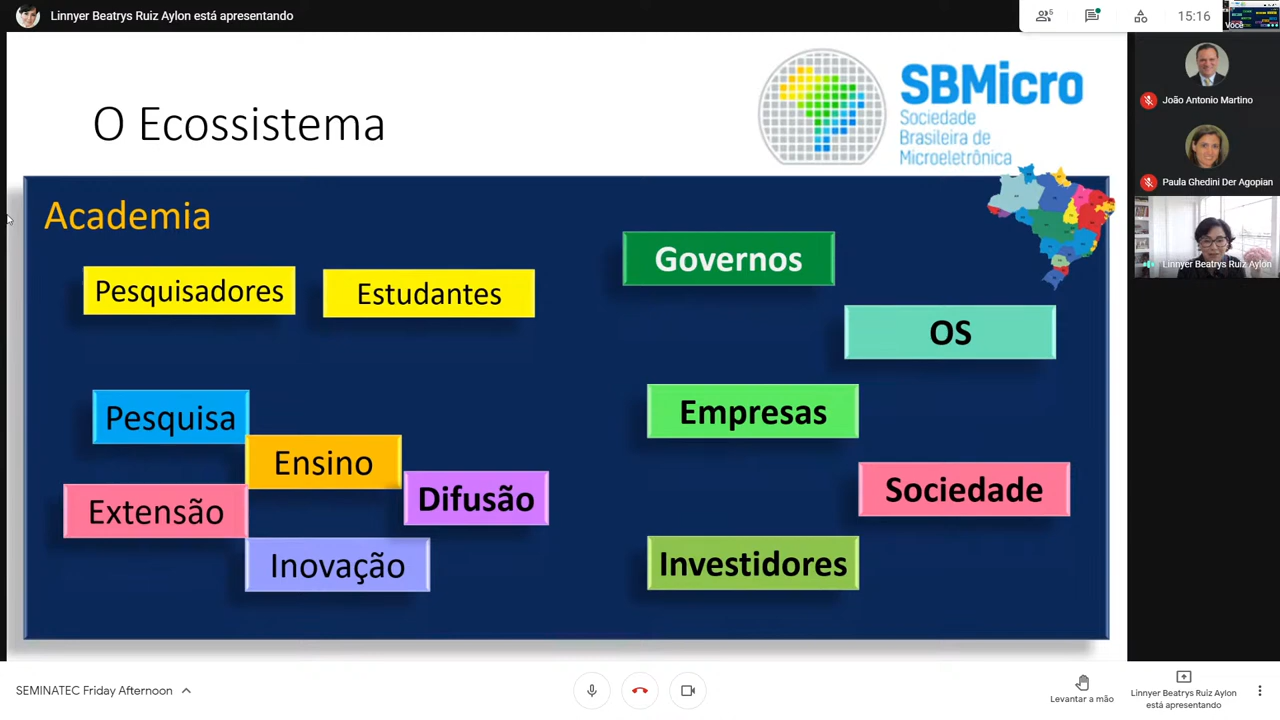 Linnyer Beatrys Ruiz Aylon está apresentando
5
15:16
Você
O Ecossistema
SBMicro
Sociedade
Brasileira de
Microeletrônica
João Antonio Martino
Paula Ghedini Der Agopian
Linnyer Beatrys Ruiz Aylon
Academia
Pesquisadores
Estudantes
Governos
OS
Pesquisa
Empresas
Ensino
Difusão
Sociedade
Extensão
Inovação
Investidores
SEMINATEC Friday Afternoon
Levantar a mão
Linnyer Beatrys Ruiz Aylon
está apresentando